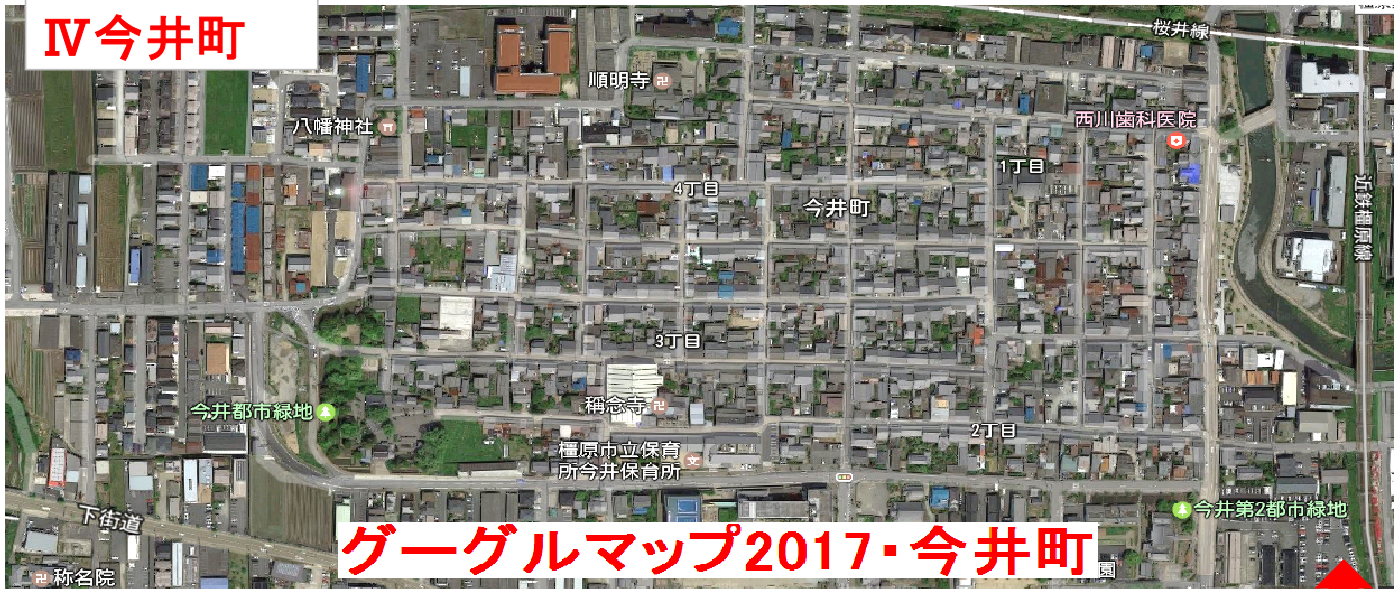 Ⅳ今井町
桜井線
順明寺
八幡神社
西川歯科医院
1丁目
4丁目
今井町
近鉄橿原線
3丁目
今井都市緑地
稱念寺
2丁目
橿原市立保育
所今井保育所
今井第2都市緑地
下街道
グーグルマップ2017・今井町
園
称名院